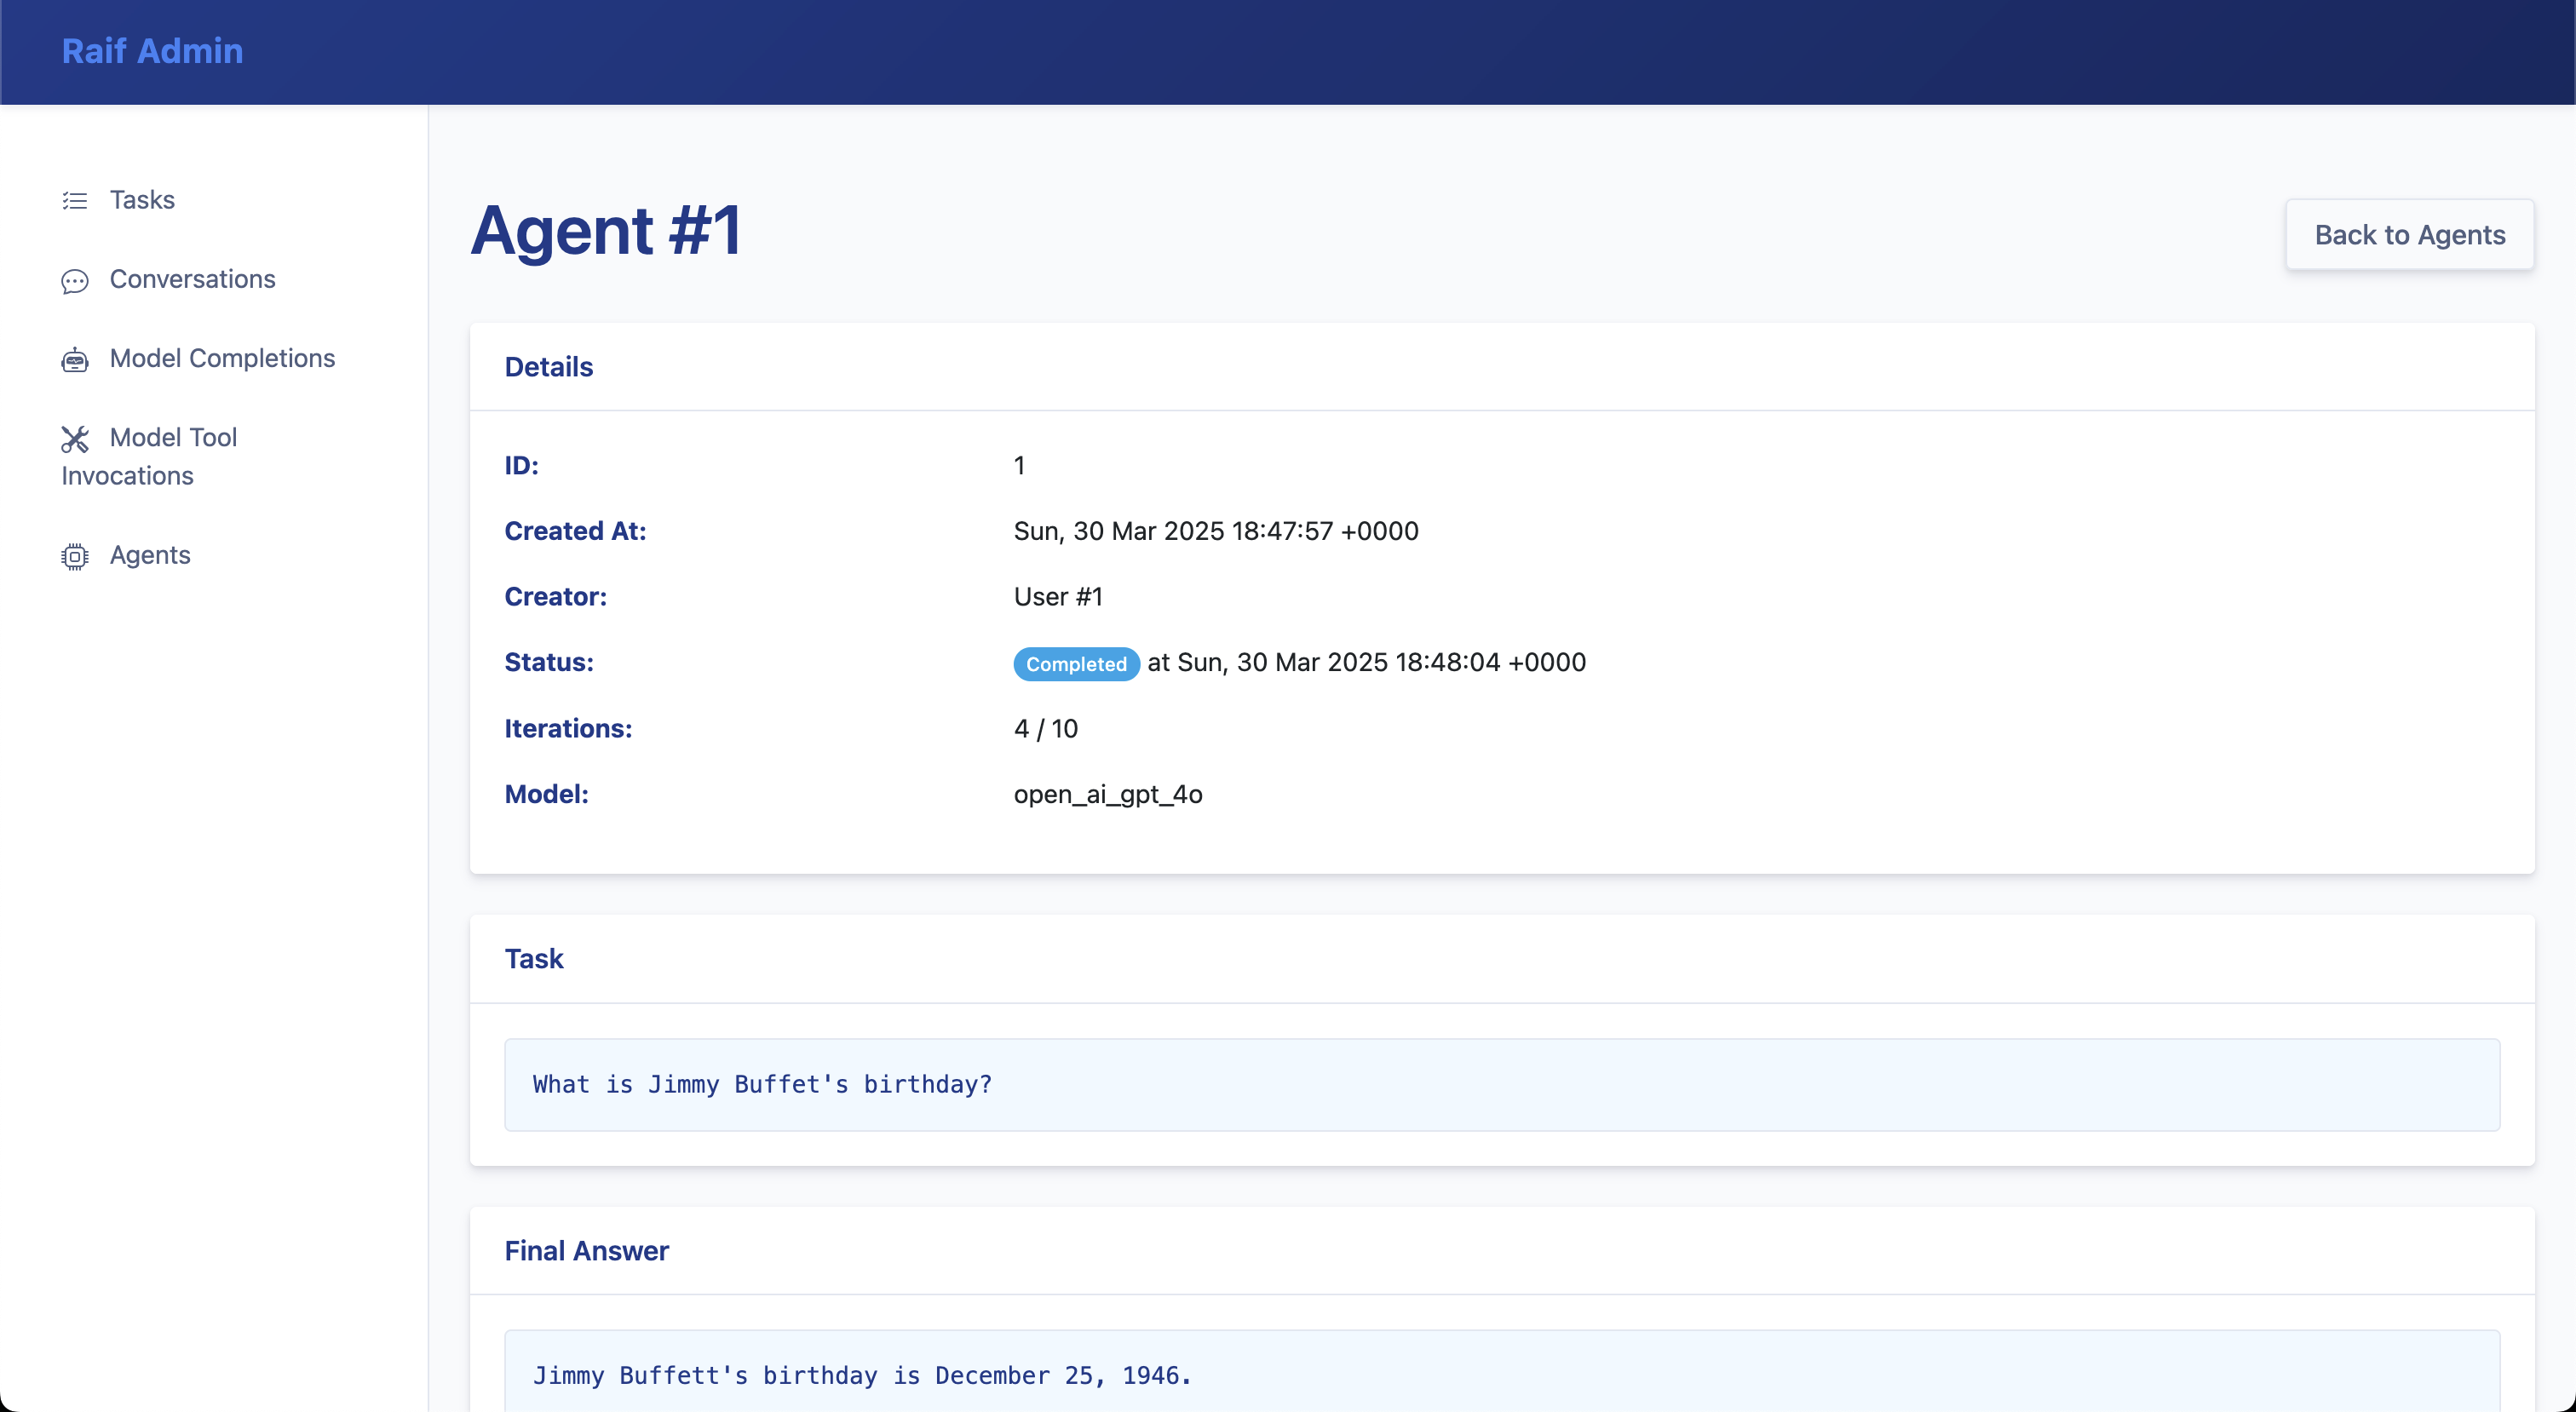 Raif Admin
Tasks
Conversations
Model Completions
Model Tool
Invocations
Agents
Agent #1
Back to Agents
Details
ID: 1
Created At: Sun, 30 Mar 2025 18:47:57 +0000
Creator: User #1
Status: Completed at Sun, 30 Mar 2025 18:48:04 +0000
Iterations: 4 / 10
Model: open_ai_gpt_4o
Task
What is Jimmy Buffet's birthday?
Final Answer
Jimmy Buffett's birthday is December 25, 1946.